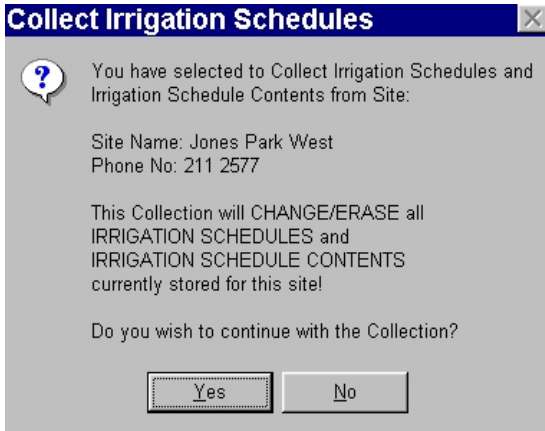 Collect Irrigation Schedules
You have selected to Collect Irrigation Schedules and
Irrigation Schedule Contents from Site:
Site Name: Jones Park West
Phone No: 211 2577
This Collection will CHANGE/ERASE all
IRRIGATION SCHEDULES and
IRRIGATION SCHEDULE CONTENTS
currently stored for this site!
Do you wish to continue with the Collection?
Yes No